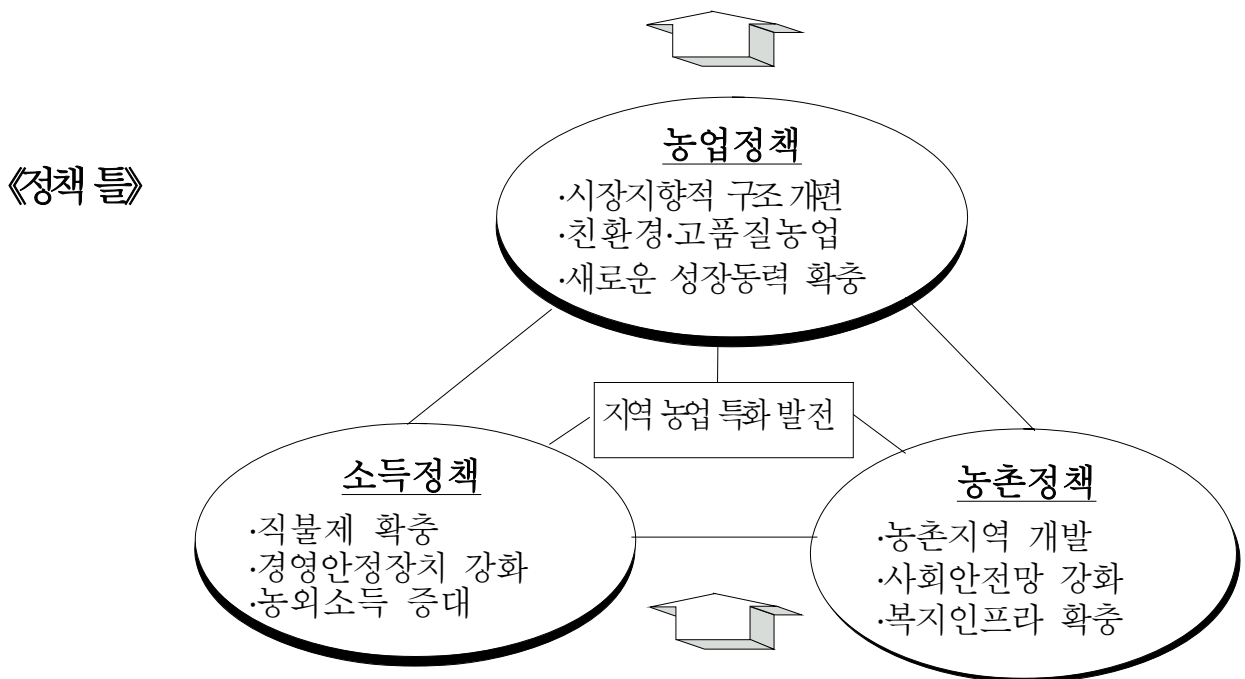 농업정책
·시장지향적 구조 개편
·친환경·고품질농업
·새로운 성장동력 확충
《정책 틀》
지역 농업 특화 발전
소득정책
·직불제 확충
·경영안정장치 강화
·농외소득 증대
농촌정책
·농촌지역 개발
·사회안전망 강화
·복지인프라 확충